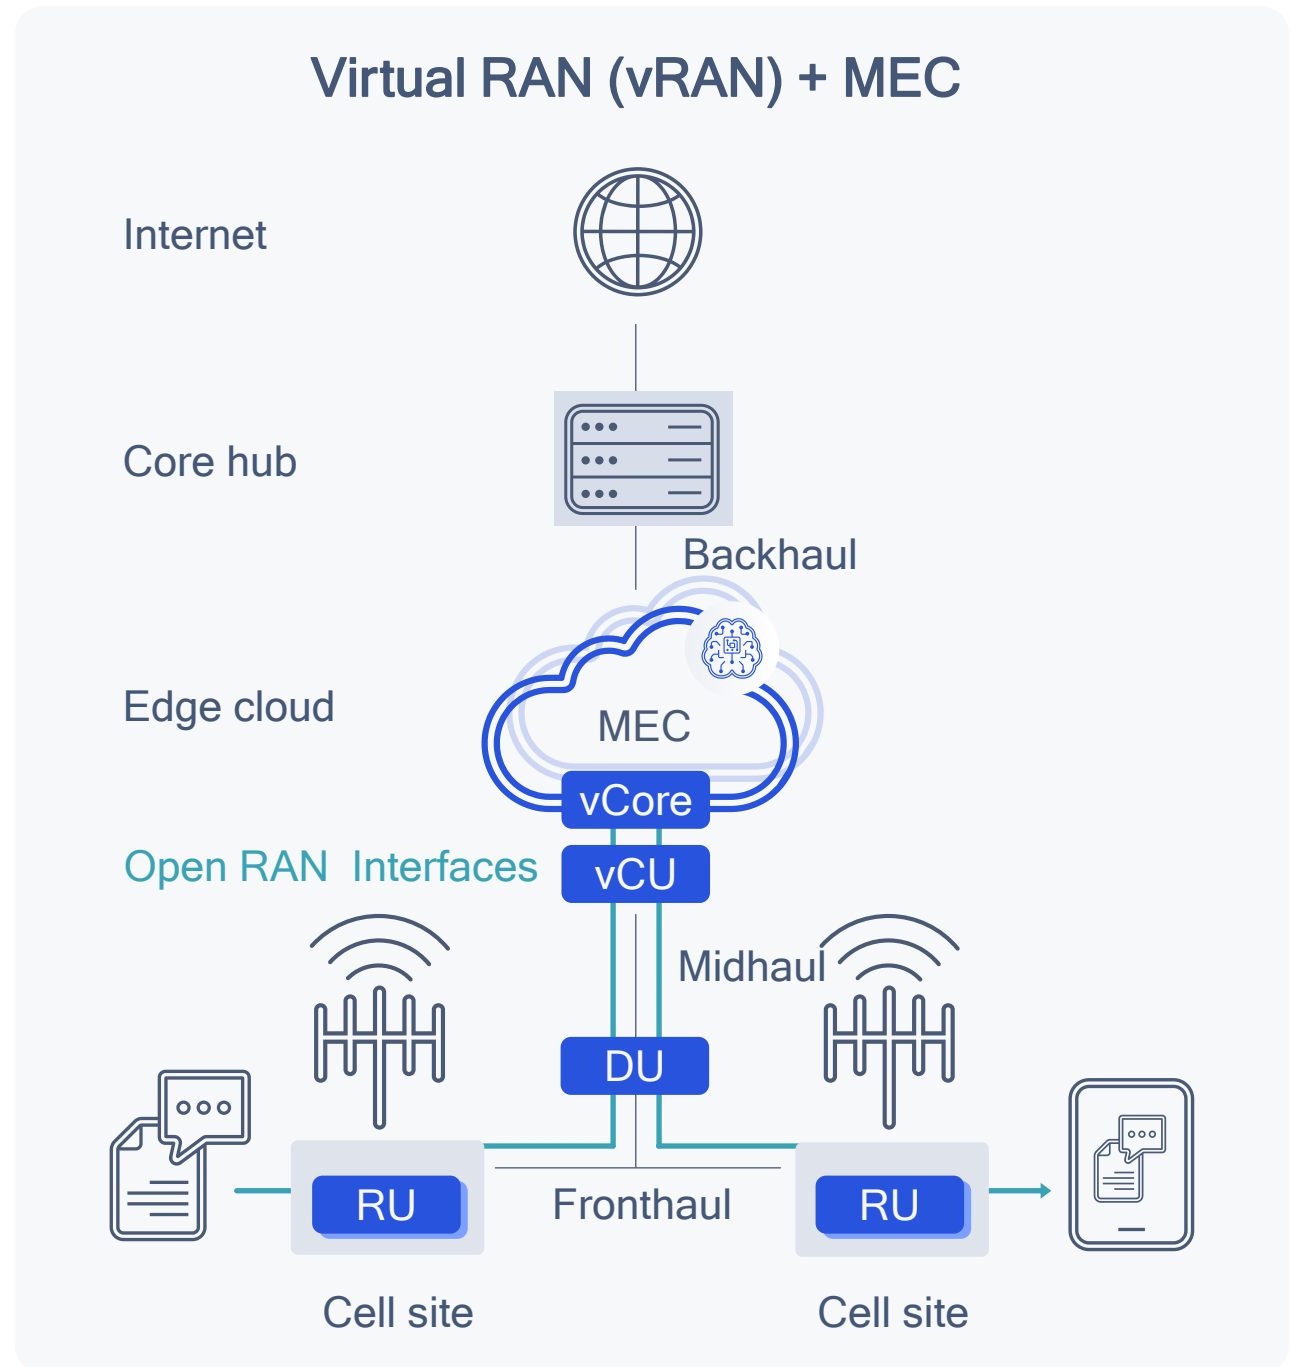 Virtual RAN (vRAN) + MEC
Internet
Core hub
Backhaul
Edge cloud
MEC
vCore
Open RAN  Interfaces
vCU
Midhaul
DU
RU
Fronthaul
RU
Cell site
Cell site